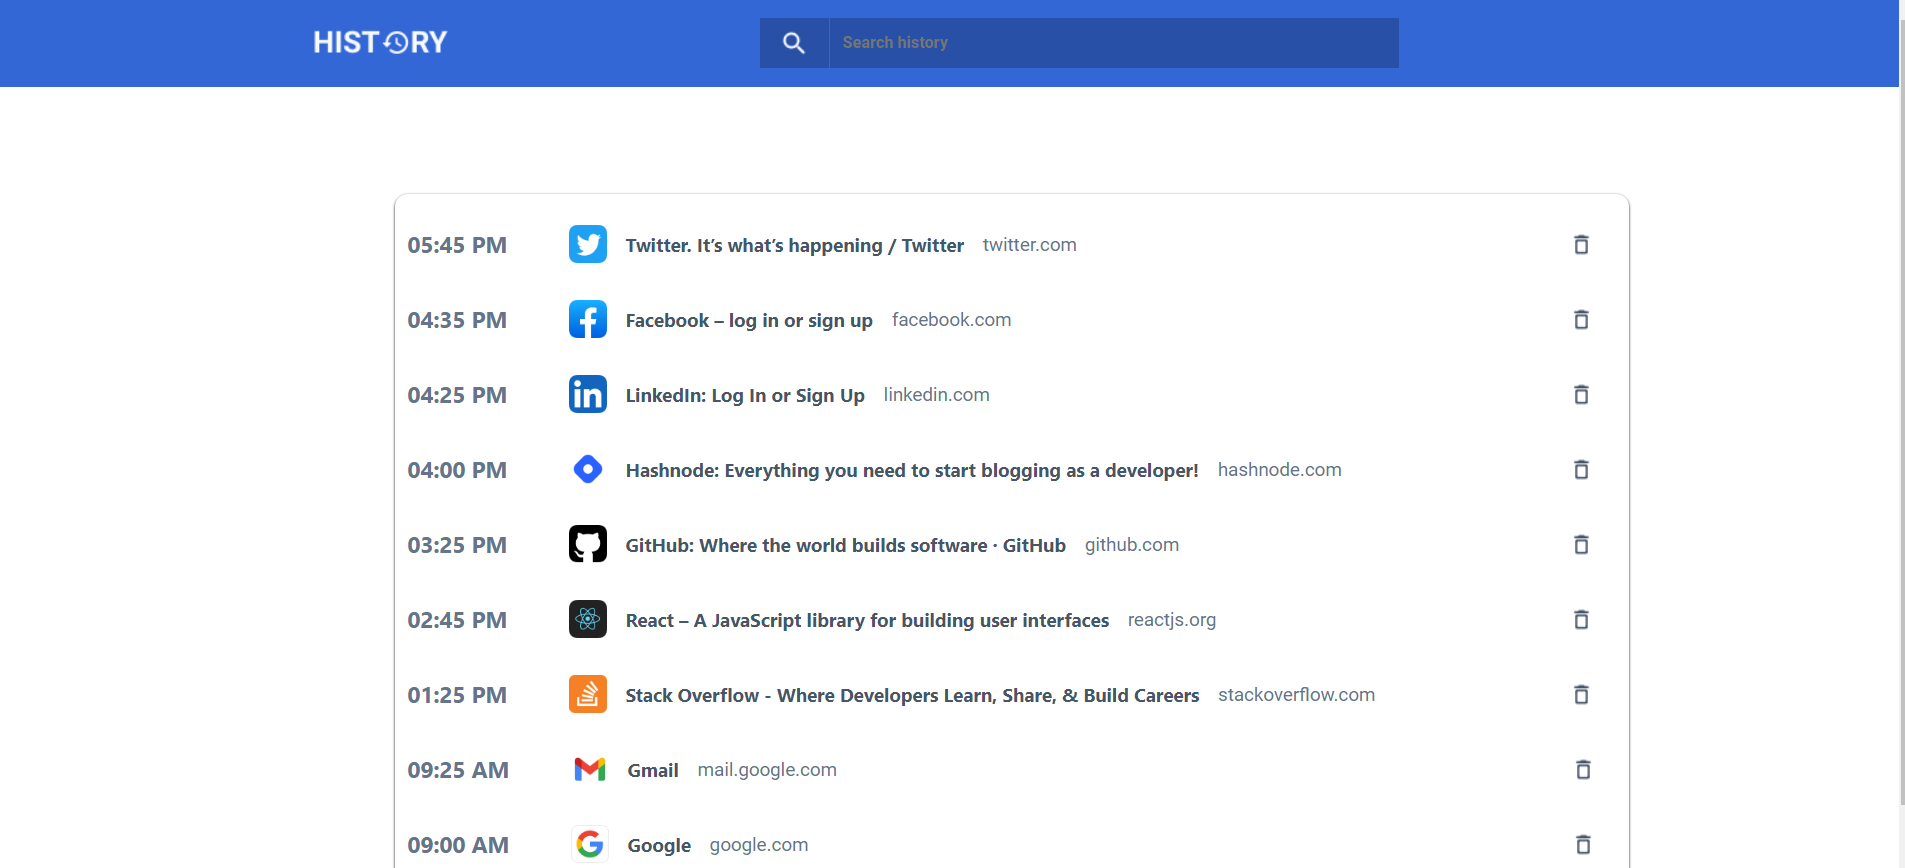 HISTORY
Search history
05:45 PM Twitter. It’s what’s happening / Twitter twitter.com
04:35 PM Facebook – log in or sign up facebook.com
04:25 PM LinkedIn: Log In or Sign Up linkedin.com
04:00 PM Hashnode: Everything you need to start blogging as a developer! hashnode.com
03:25 PM GitHub: Where the world builds software · GitHub github.com
02:45 PM React – A JavaScript library for building user interfaces reactjs.org
01:25 PM Stack Overflow - Where Developers Learn, Share, & Build Careers stackoverflow.com
09:25 AM Gmail mail.google.com
09:00 AM Google google.com